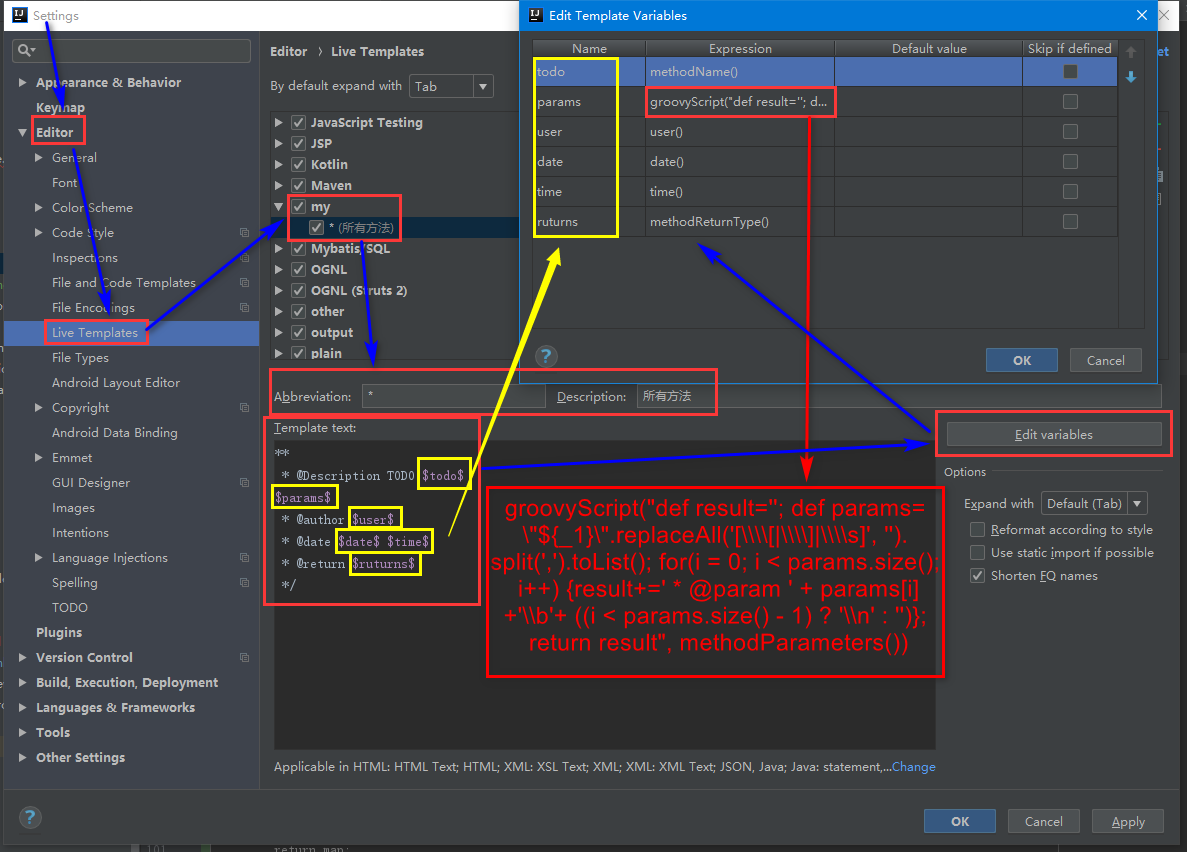 Settings
Appearance & Behavior
Keymap
Editor
General
Font
Color Scheme
Code Style
Inspections
File and Code Templates
File Encodings
Live Templates
File Types
Android Layout Editor
Copyright
Android Data Binding
Emmet
GUI Designer
Images
Intentions
Language Injections
Spelling
TODO
Plugins
Version Control
Build, Execution, Deployment
Languages & Frameworks
Tools
Other Settings
Editor › Live Templates
By default expand with Tab
JavaScript Testing
JSP
Kotlin
Maven
my
* (所有方法)
Mybatis/SQL
OGNL
OGNL (Struts 2)
other
output
plain
Edit Template Variables
Name Expression Default value Skip if defined
todo methodName()
params groovyScript("def result=''; d...
user user()
date date()
time time()
ruturns methodReturnType()
? OK Cancel
Abbreviation: * Description: 所有方法
Template text:
**
* @Description TODO $todo$
$params$
* @author $user$
* @date $date$ $time$
* @return $ruturns$
*/
groovyScript("def result=''; def params=
\"${_1}\".replaceAll('[\\\\[|\\\\]|\\\\s]', '').
split(',').toList(); for(i = 0; i < params.size();
i++) {result+=' * @param ' + params[i]
+'\\b'+ ((i < params.size() - 1) ? '\\n' : '')};
return result", methodParameters())
Edit variables
Options
Expand with Default (Tab)
Reformat according to style
Use static import if possible
Shorten FQ names
Applicable in HTML: HTML Text; HTML; XML: XSL Text; XML; XML: XML Text; JSON, Java; Java: statement,...Change
? OK Cancel Apply
101 return map;